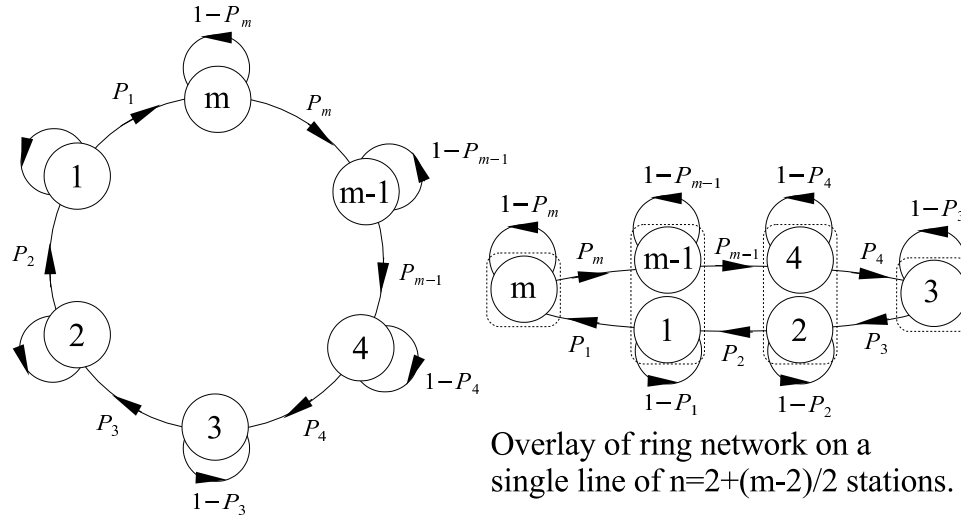 1−P_m
P_1
m
P_m
1
m-1
1−P_{m−1}
P_2
P_{m−1}
2
4
1−P_4
P_3
3
P_4
1−P_3
1−P_{m−1}
1−P_4
1−P_m
1−P_3
P_m
m-1
P_{m−1}
4
P_4
m
3
P_1
1
P_2
2
P_3
1−P_1
1−P_2
Overlay of ring network on a
single line of n=2+(m-2)/2 stations.